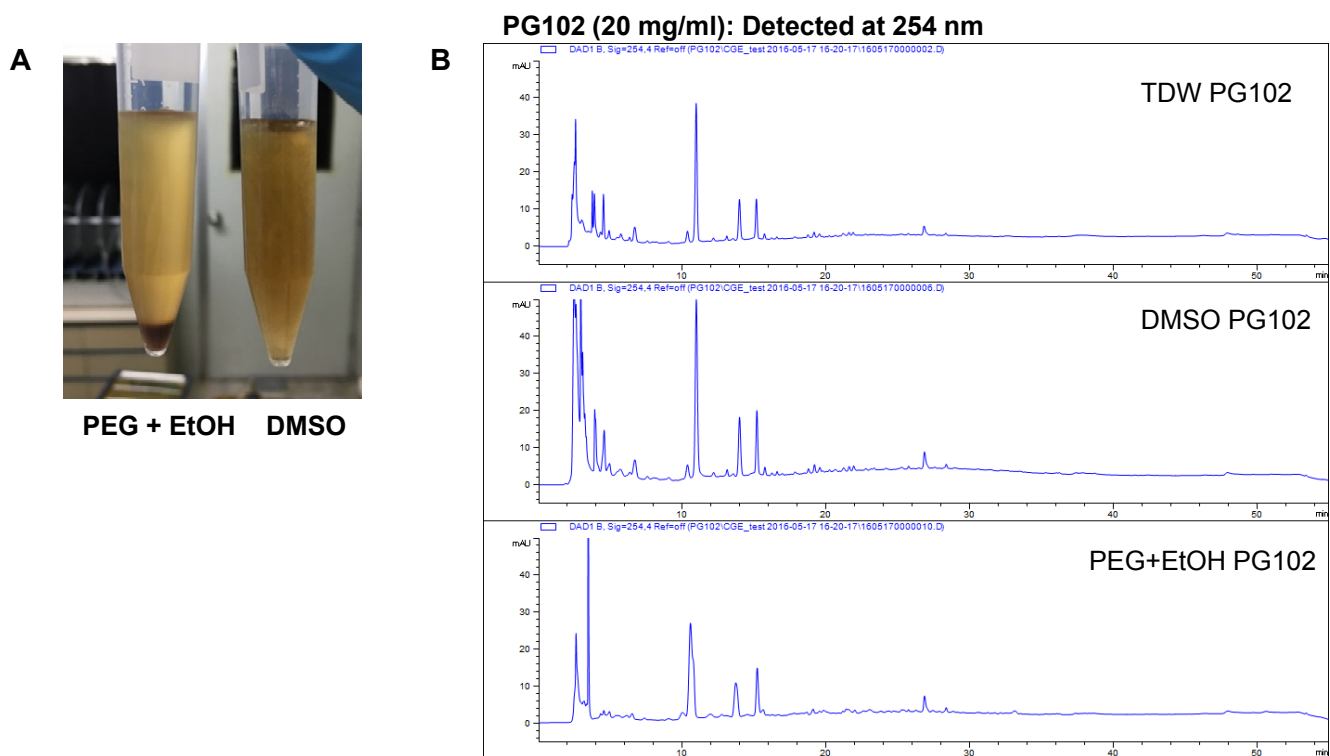 PG102 (20 mg/ml): Detected at 254 nm
A
B
PEG + EtOH DMSO
DAD1 B, Sig=254,4 Ref=off (PG102\CGE_test 2016-05-17 16-20-17\1605170000002.D)
mAU
TDW PG102
40
30
20
10
0
10 20 30 40 50 min
DAD1 B, Sig=254,4 Ref=off (PG102\CGE_test 2016-05-17 16-20-17\1605170000006.D)
mAU
DMSO PG102
40
30
20
10
0
10 20 30 40 50 min
DAD1 B, Sig=254,4 Ref=off (PG102\CGE_test 2016-05-17 16-20-17\1605170000010.D)
mAU
PEG+EtOH PG102
40
30
20
10
0
10 20 30 40 50 min